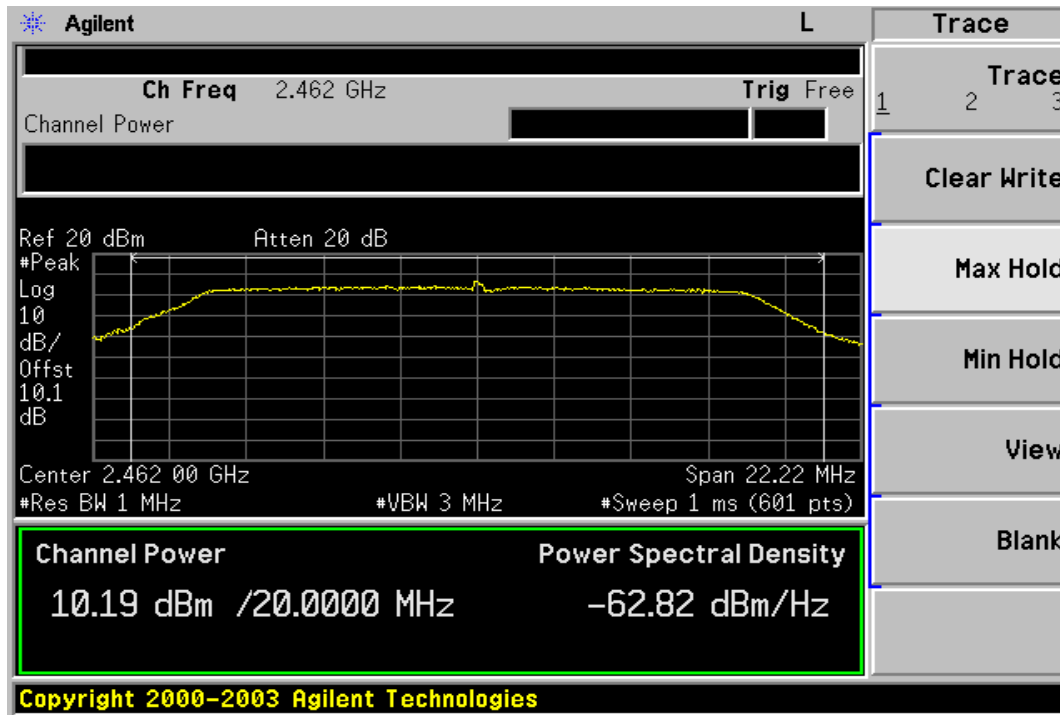 Agilent L Trace
Ch Freq 2.462 GHz Trig Free
Channel Power
Trace
1 2 3
Clear Write
Max Hold
Min Hold
View
Blank
Ref 20 dBm Atten 20 dB
#Peak
Log
10
dB/
Offst
10.1
dB
Center 2.462 00 GHz Span 22.22 MHz
#Res BW 1 MHz #VBW 3 MHz #Sweep 1 ms (601 pts)
Channel Power Power Spectral Density
10.19 dBm /20.0000 MHz -62.82 dBm/Hz
Copyright 2000-2003 Agilent Technologies